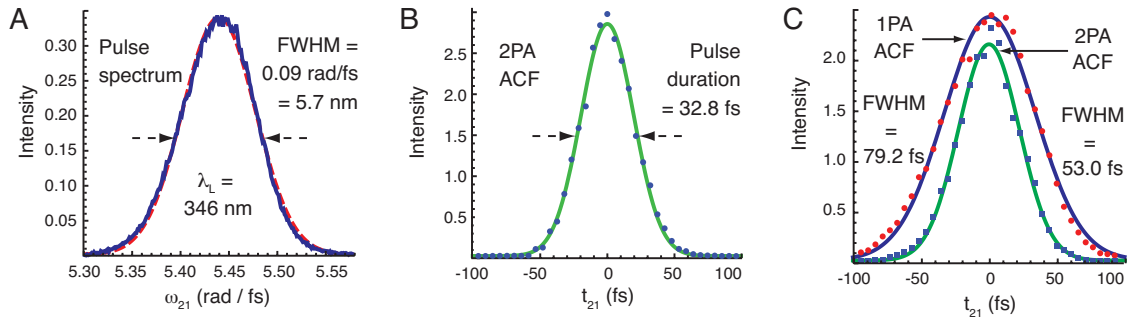 A
Pulse
spectrum
FWHM =
0.09 rad/fs
= 5.7 nm
λL =
346 nm
Intensity
0.30
0.25
0.20
0.15
0.10
0.05
5.30
5.40
5.45
5.50
5.55
ω21 (rad / fs)
B
2PA
ACF
Pulse
duration
= 32.8 fs
Intensity
2.5
2.0
1.5
1.0
0.5
-100
-50
0
50
100
t21 (fs)
C
1PA
ACF
2PA
ACF
FWHM
=
79.2 fs
FWHM
=
53.0 fs
Intensity
2.0
1.5
1.0
0.5
-100
-50
0
50
100
t21 (fs)